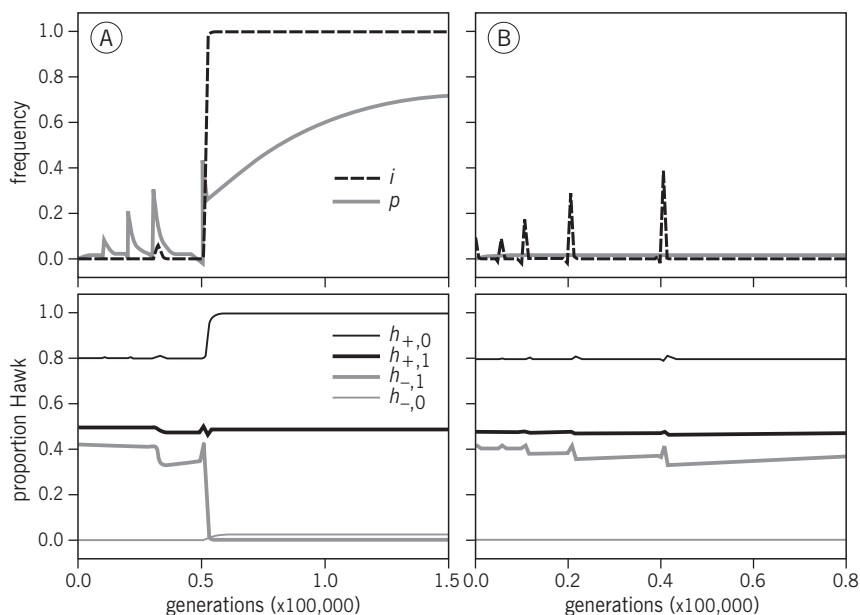 A
B
frequency
1.0
0.8
0.6
0.4
0.2
0.0
i
p
proportion Hawk
1.0
0.8
0.6
0.4
0.2
0.0
h+,0
h+,1
h−,1
h−,0
0.0 0.5 1.0 1.5
generations (x100,000)
0.0 0.2 0.4 0.6 0.8
generations (x100,000)